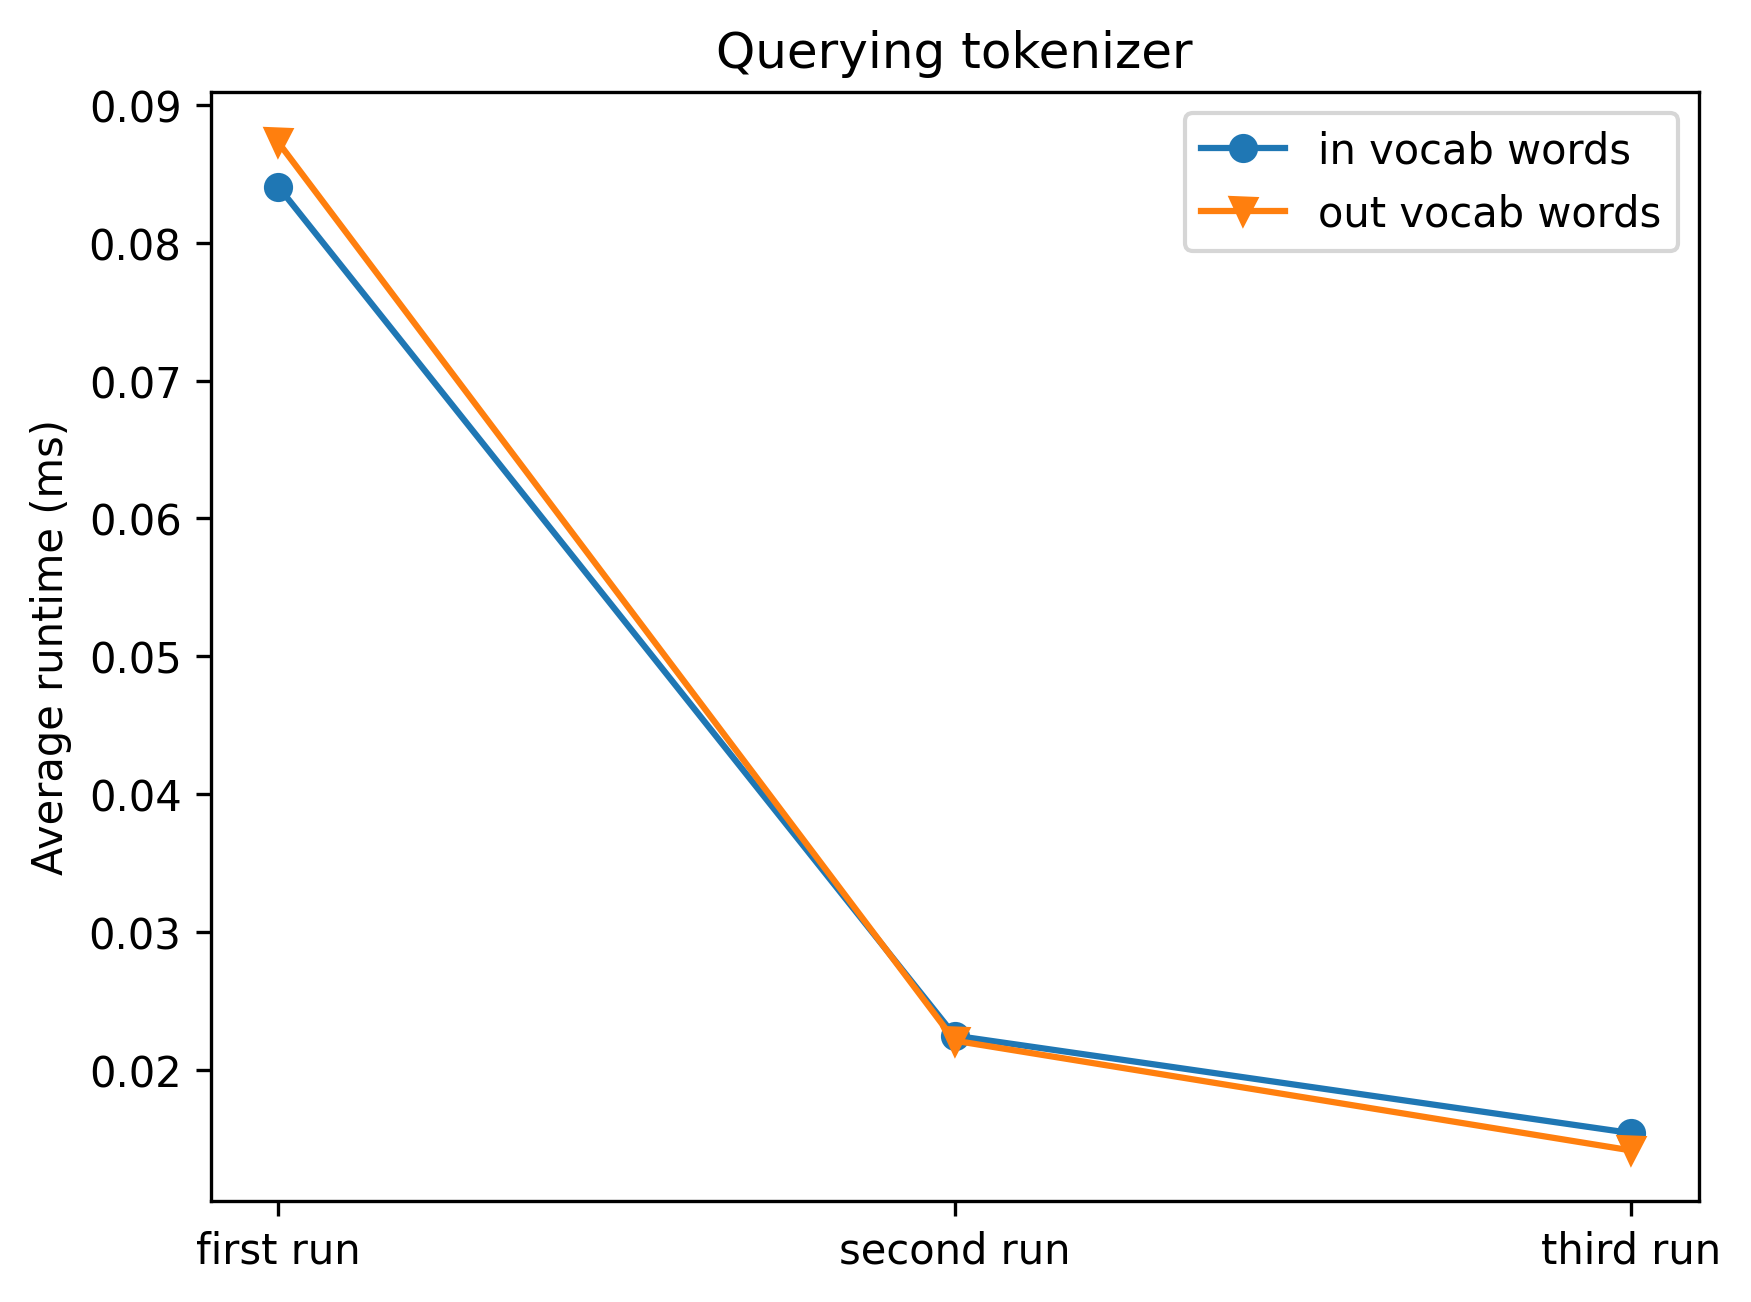 Querying tokenizer
in vocab words
out vocab words
Average runtime (ms)
0.09
0.08
0.07
0.06
0.05
0.04
0.03
0.02
first run
second run
third run